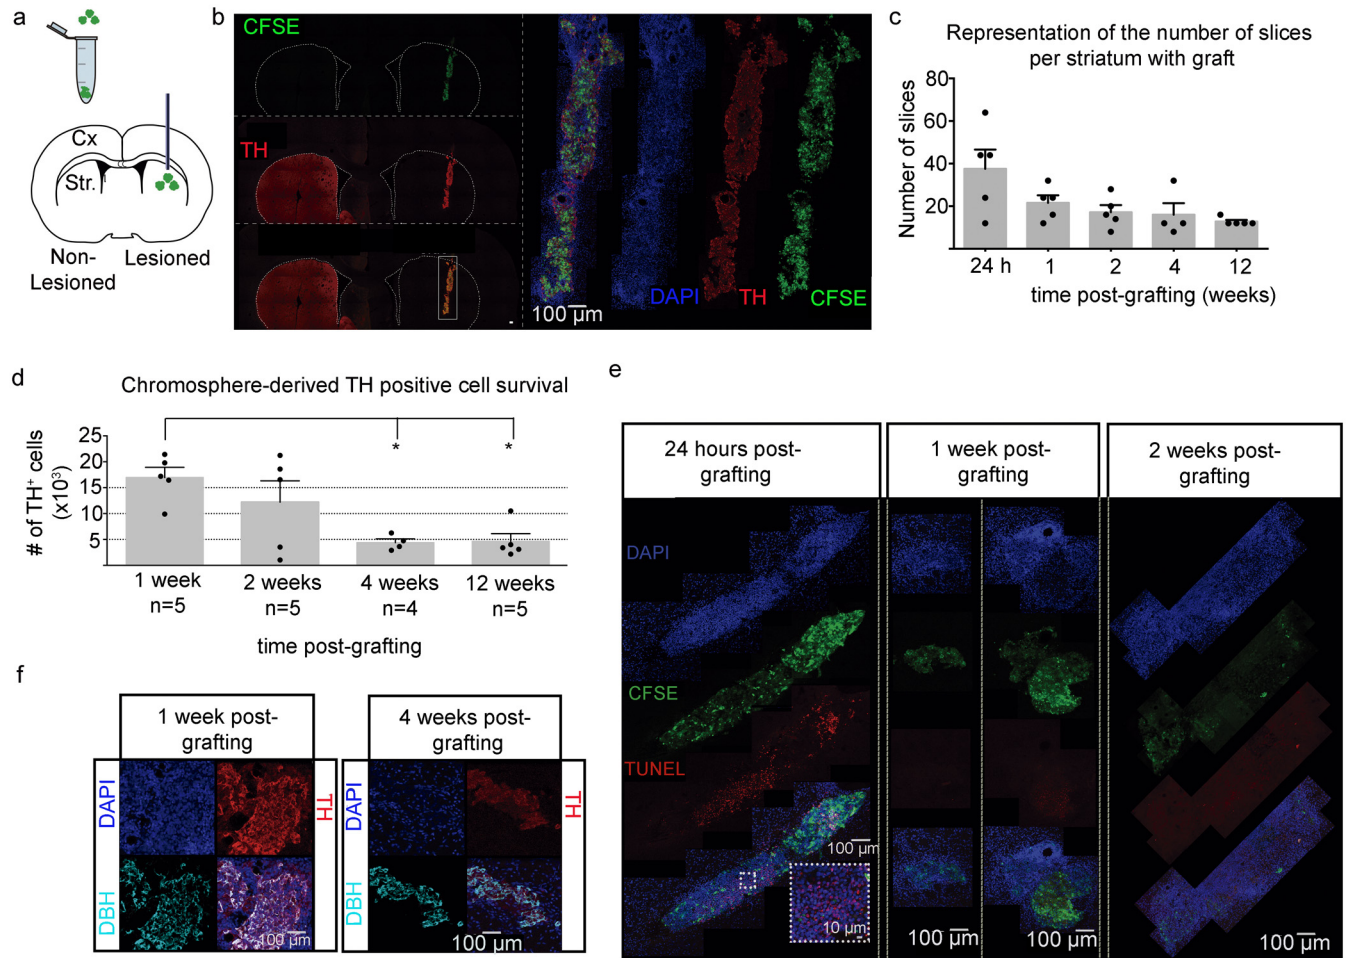 a
Cx
Str.
Non-
Lesioned
Lesioned
b
CFSE
TH
DAPI
TH
CFSE
100 µm
c
Representation of the number of slices
per striatum with graft
Number of slices
80
60
40
20
24 h
1
2
4
12
time post-grafting (weeks)
d
Chromosphere-derived TH positive cell survival
*
*
# of TH⁺ cells
(x10³)
25
20
15
10
5
1 week
n=5
2 weeks
n=5
4 weeks
n=4
12 weeks
n=5
time post-grafting
e
24 hours post-
grafting
1 week post-
grafting
2 weeks post-
grafting
DAPI
CFSE
TUNEL
100 µm
10 µm
100 µm
100 µm
100 µm
f
1 week post-
grafting
4 weeks post-
grafting
DAPI
TH
DBH
100 µm
DAPI
TH
DBH
100 µm